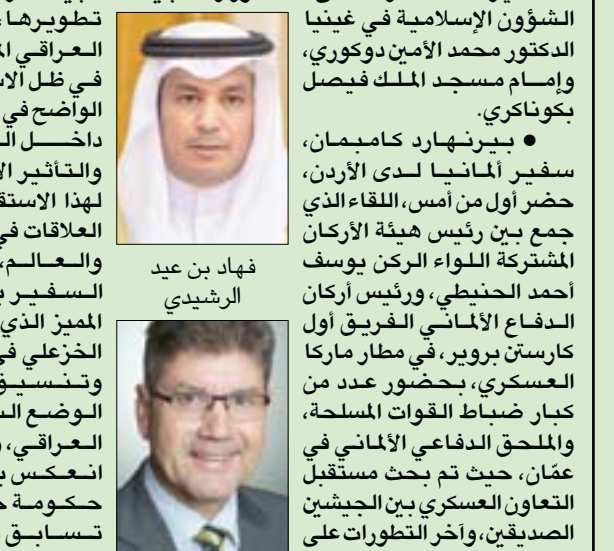 الشؤون الإسلامية في غينيا
الدكتور محمد الأمين دوكوري،
وإمام مسجد الملك فيصل
بكوناكري.
● بيرنهارد كامبمان،
سفير ألمانيا لدى الأردن،
حضر أول من أمس، اللقاء الذي
جمع بين رئيس هيئة الأركان
المشتركة اللواء الركن يوسف
أحمد الحنيطي، ورئيس أركان
الدفاع الألماني الفريق أول
كارستن بروير، في مطار ماركا
العسكري، بحضور عدد من
كبار ضباط القوات المسلحة،
والملحق الدفاعي الألماني في
عمّان، حيث تم بحث مستقبل
التعاون العسكري بين الجيشين
الصديقين، وآخر التطورات على
فهاد بن عيد
الرشيدي
تطويرها،
العراقي
في ظل
الواضح في
داخل
والتأثير
لهذا
العلاقات في
والعالم،
السفير
المميز الذي
الخزعلي في
وتنسيق
الوضع
العراقي،
انعكس
حكومة
تسابق